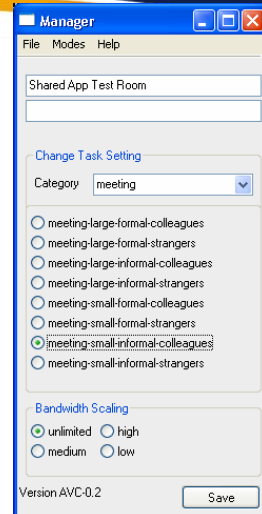 Manager
File Modes Help
Shared App Test Room
Change Task Setting
Category meeting
meeting-large-formal-colleagues
meeting-large-formal-strangers
meeting-large-informal-colleagues
meeting-large-informal-strangers
meeting-small-formal-colleagues
meeting-small-formal-strangers
meeting-small-informal-colleagues
meeting-small-informal-strangers
Bandwidth Scaling
unlimited high
medium low
Version AVC-0.2 Save